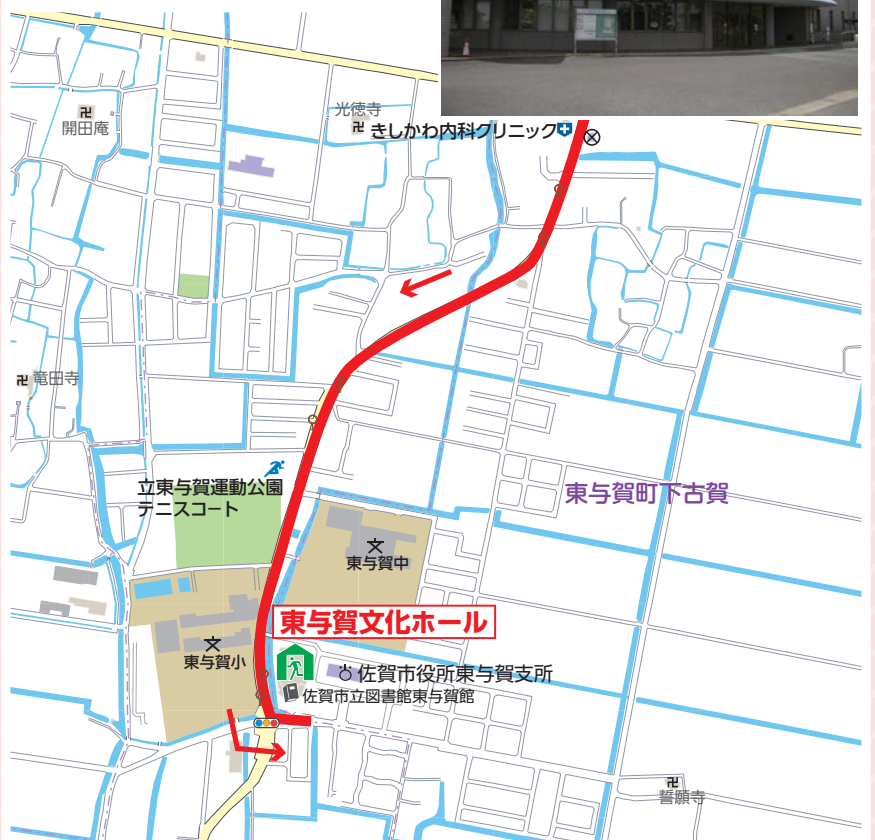 光徳寺
開田庵
きしかわ内科クリニック
竜田寺
立東与賀運動公園
テニスコート
東与賀町下古賀
東与賀中
東与賀文化ホール
東与賀小
佐賀市役所東与賀支所
佐賀市立図書館東与賀館
誓願寺